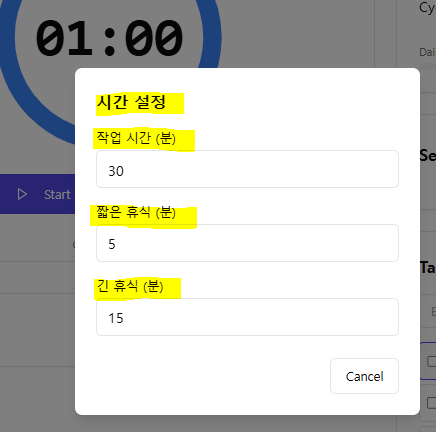 01:00
Cy
Dai
시간 설정
작업 시간 (분)
30
Se
Start
짧은 휴식 (분)
5
Ta
긴 휴식 (분)
15
Cancel